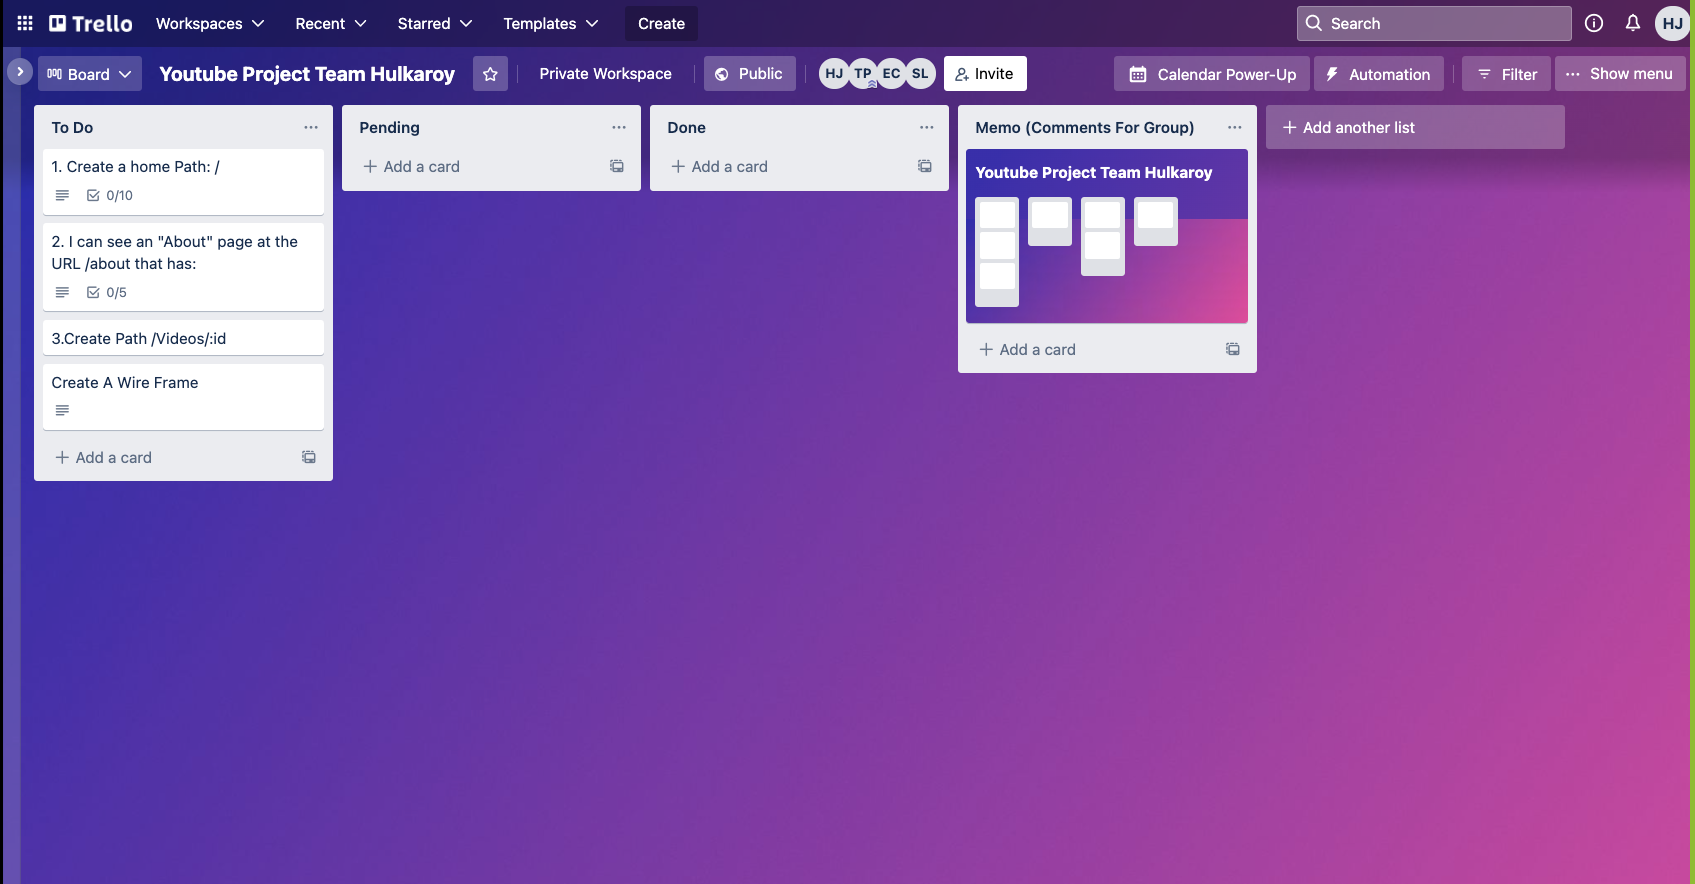 Trello Workspaces Recent Starred Templates Create Search HJ
Board Youtube Project Team Hulkaroy Private Workspace Public HJ TP EC SL Invite Calendar Power-Up Automation Filter Show menu
To Do
1. Create a home Path: /
0/10
2. I can see an "About" page at the
URL /about that has:
0/5
3.Create Path /Videos/:id
Create A Wire Frame
+ Add a card
Pending
+ Add a card
Done
+ Add a card
Memo (Comments For Group)
Youtube Project Team Hulkaroy
+ Add a card
+ Add another list